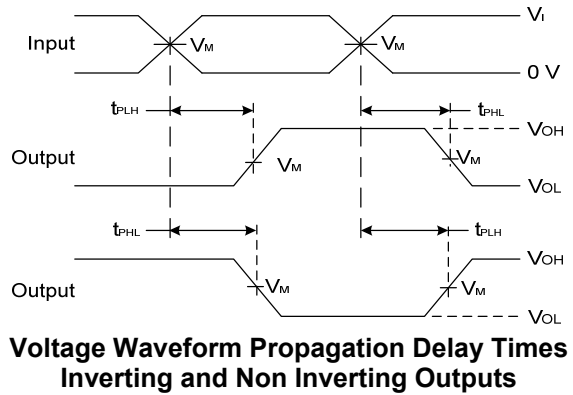 VI
Input VM VM
0 V
tPLH tPHL
VOH
Output VM VM
VOL
tPHL tPLH
VOH
Output VM VM
VOL
Voltage Waveform Propagation Delay Times
Inverting and Non Inverting Outputs